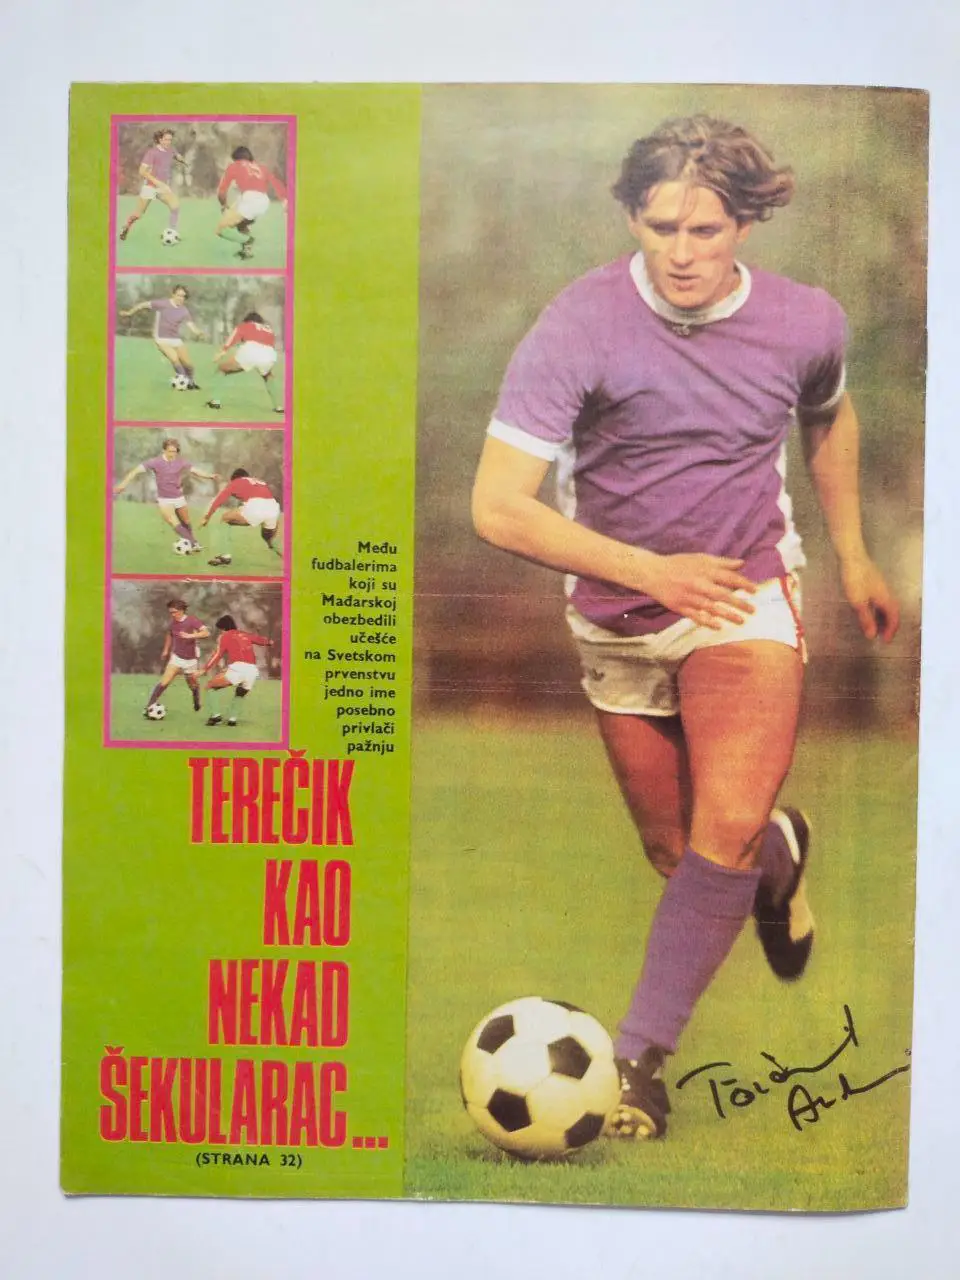 Među
fudbalerima
koji su
Mađarskoj
obezbedili
učešće
na Svetskom
prvenstvu
jedno ime
posebno
privlači
pažnju
TEREČIK
KAO
NEKAD
ŠEKULARAC...
(STRANA 32)